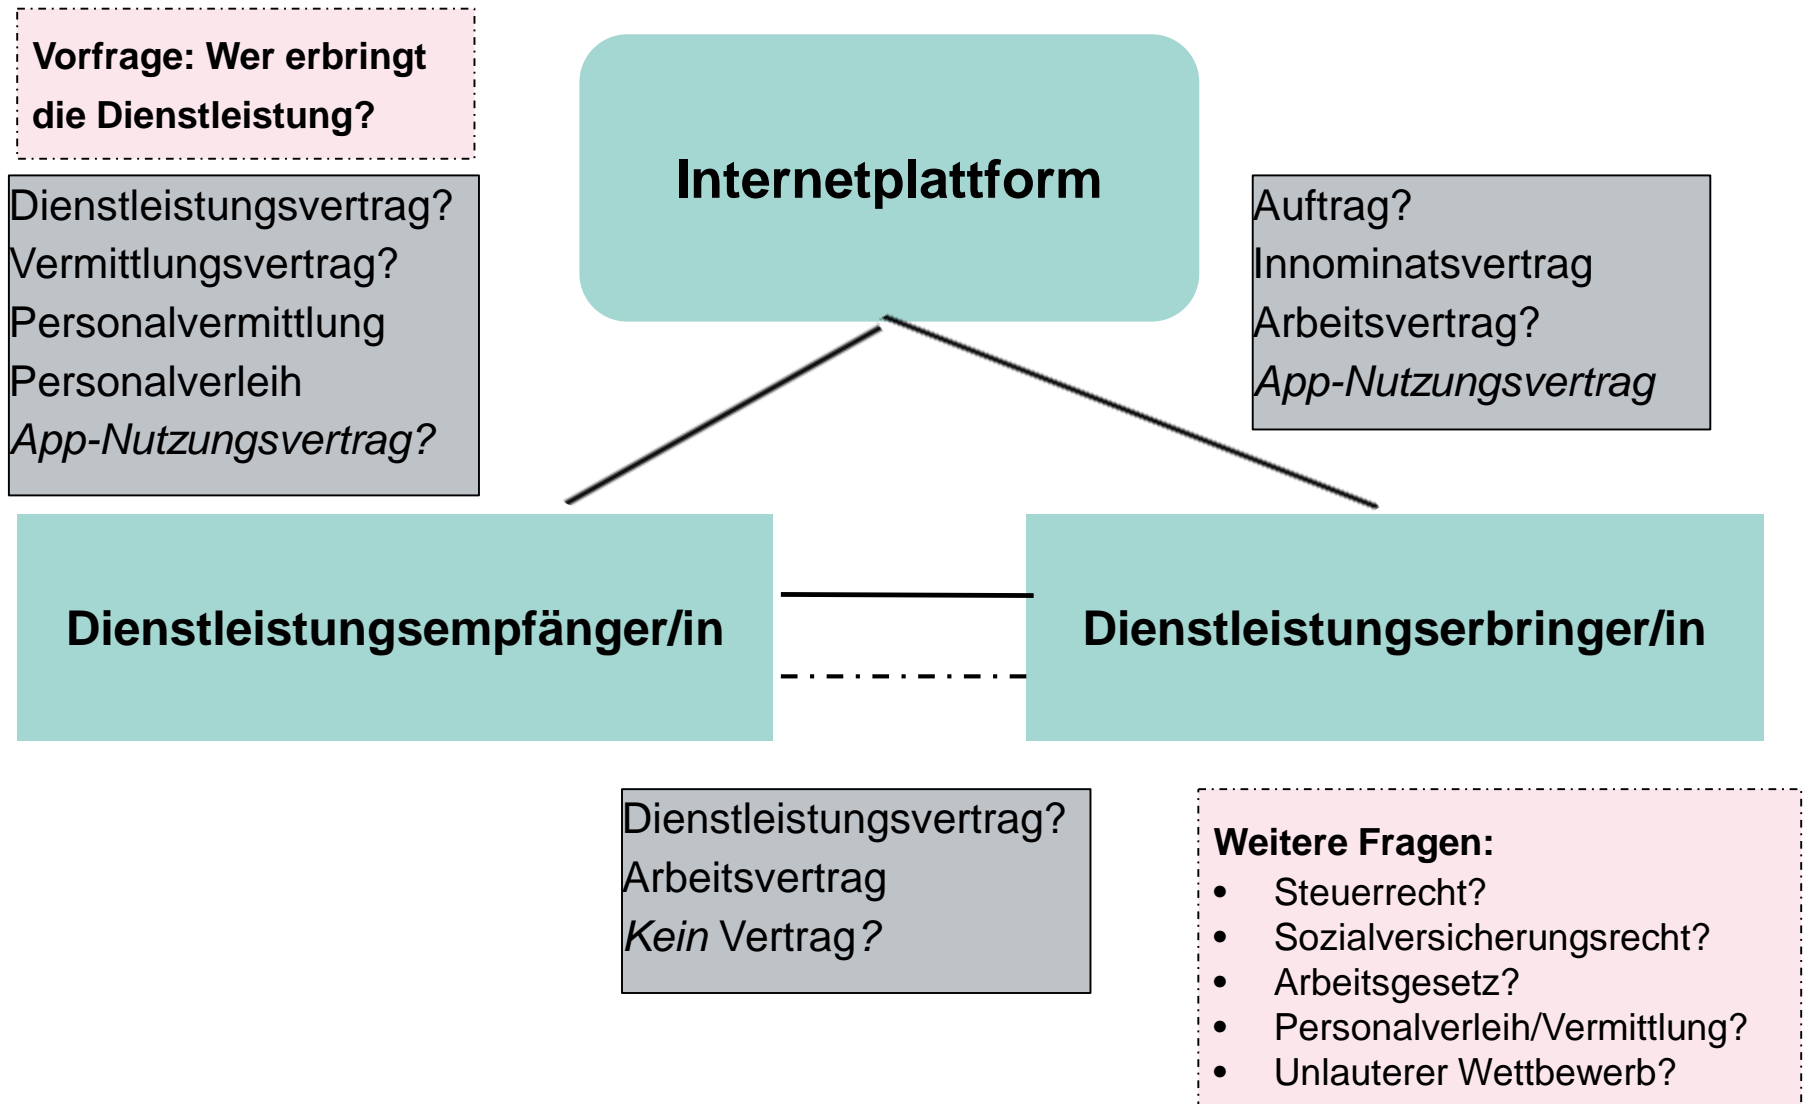 Vorfrage: Wer erbringt
die Dienstleistung?
Internetplattform
Dienstleistungsvertrag?
Vermittlungsvertrag?
Personalvermittlung
Personalverleih
App-Nutzungsvertrag?
Auftrag?
Innominatsvertrag
Arbeitsvertrag?
App-Nutzungsvertrag
Dienstleistungsempfänger/in
Dienstleistungserbringer/in
Dienstleistungsvertrag?
Arbeitsvertrag
Kein Vertrag?
Weitere Fragen:
• Steuerrecht?
• Sozialversicherungsrecht?
• Arbeitsgesetz?
• Personalverleih/Vermittlung?
• Unlauterer Wettbewerb?